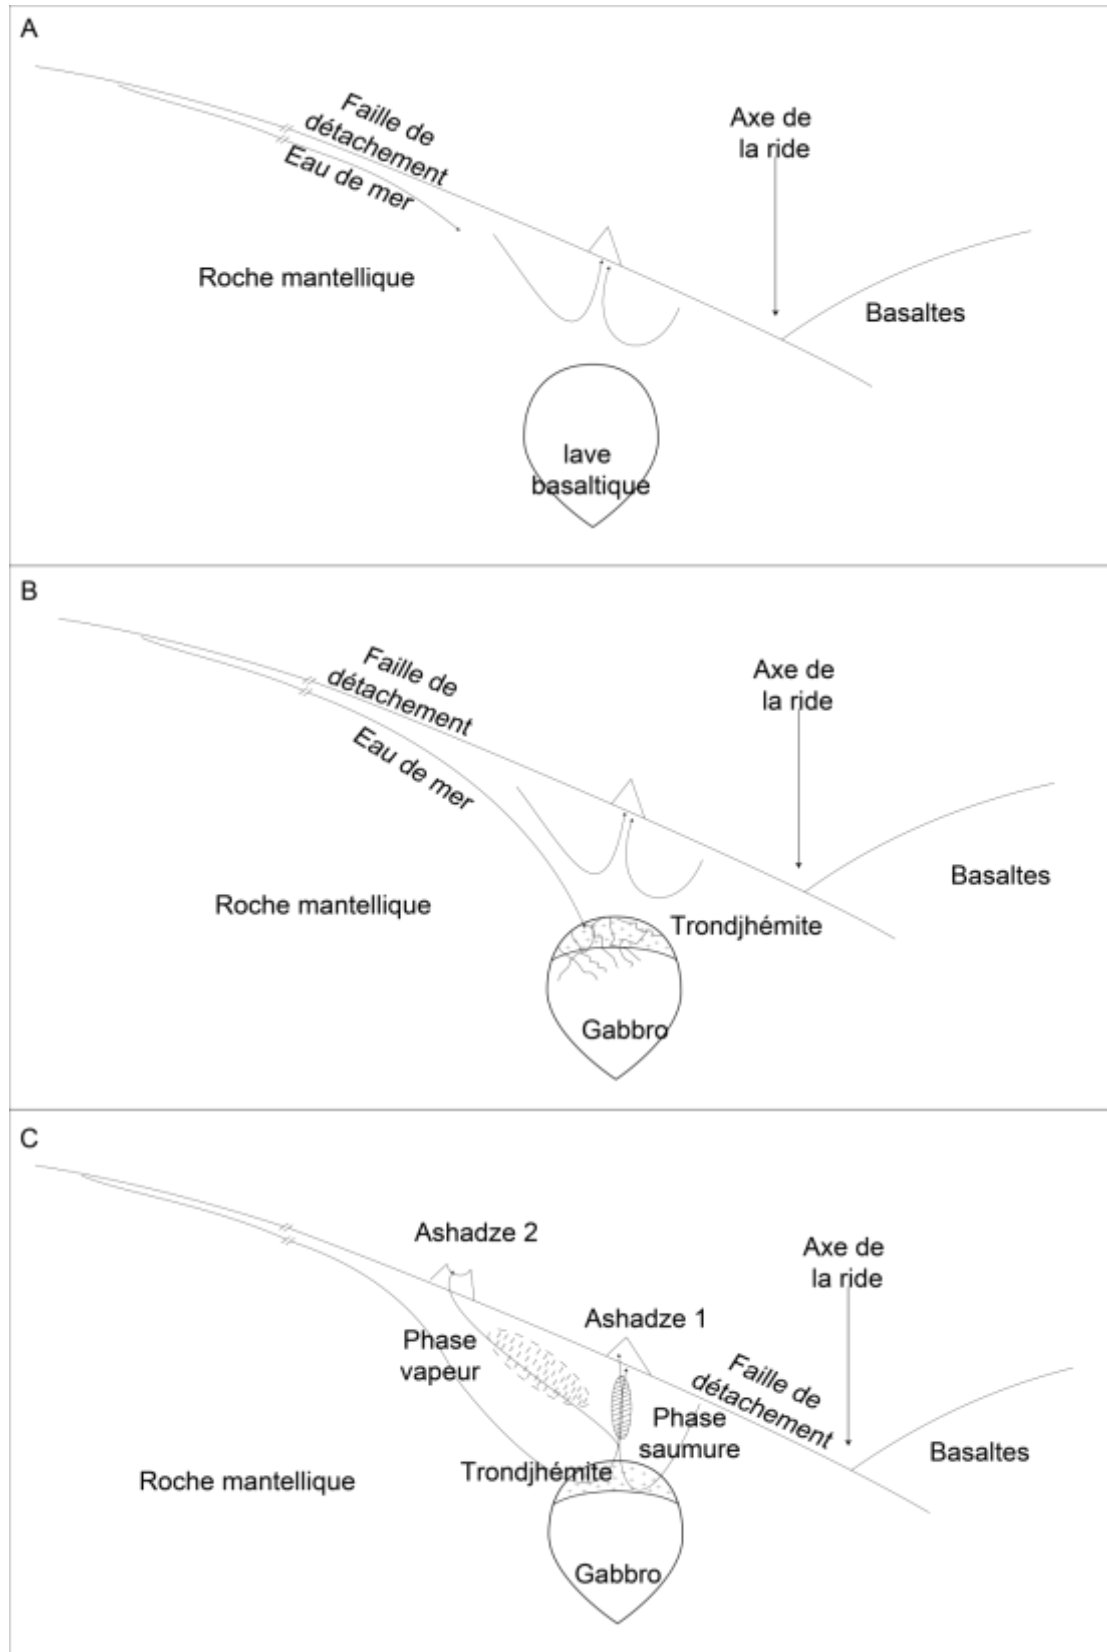 A
Faille de
détachement
Eau de mer
Axe de
la ride
Roche mantellique
Basaltes
lave
basaltique
B
Faille de
détachement
Eau de mer
Axe de
la ride
Roche mantellique
Trondjhémite
Basaltes
Gabbro
C
Ashadze 2
Axe de
la ride
Ashadze 1
Phase
vapeur
Faille de
détachement
Phase
saumure
Basaltes
Roche mantellique
Trondjhémite
Gabbro